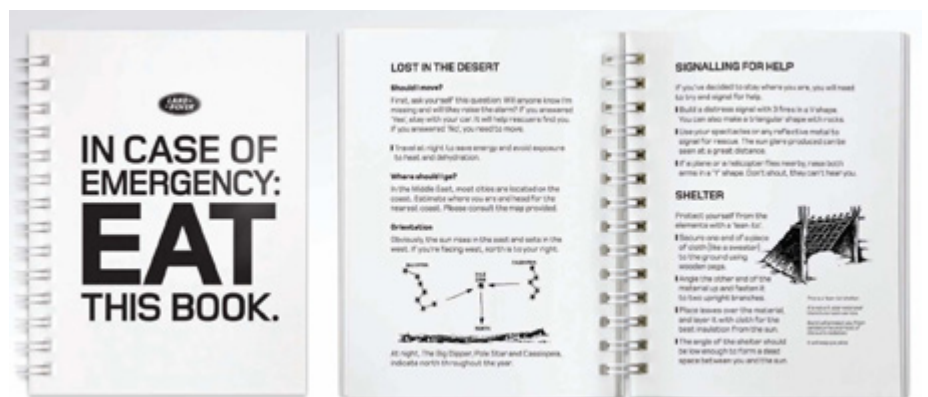 LAND ROVER
IN CASE OF
EMERGENCY:
EAT
THIS BOOK.
LOST IN THE DESERT
Should I move?
First, ask yourself this question: Will anyone know I'm
missing and will they raise the alarm? If you answered
'Yes', stay with your car. It will help rescuers find you.
If you answered 'No', you need to move.
Travel at night to save energy and avoid exposure
to heat and dehydration.
Where should I go?
In the Middle East, most cities are located on the
coast. Estimate where you are and head for the
nearest coast. Please consult the map provided.
Orientation
Obviously, the sun rises in the east and sets in the
west. If you're facing west, north is to your right.
NORTH
At night, The Big Dipper, Pole Star and Cassiopeia,
indicate north throughout the year.
SIGNALLING FOR HELP
If you've decided to stay where you are, you will need
to try and signal for help.
Build a distress signal with 3 fires in a V shape.
You can also make a triangular shape with rocks.
Use your spectacles or any reflective metal to
signal for rescue. The sun glare produced can be
seen at a great distance.
If a plane or a helicopter flies nearby, raise both
arms in a 'Y' shape. Don't shout, they can't hear you.
SHELTER
Protect yourself from the
elements with a 'lean-to'.
Secure one end of a piece
of cloth (like a sweater)
to the ground using
wooden pegs.
Angle the other end of the
material up and fasten it
to two upright branches.
Place leaves over the material,
and layer it with cloth for the
best insulation from the sun.
The angle of the shelter should
be low enough to form a dead
space between you and the sun.